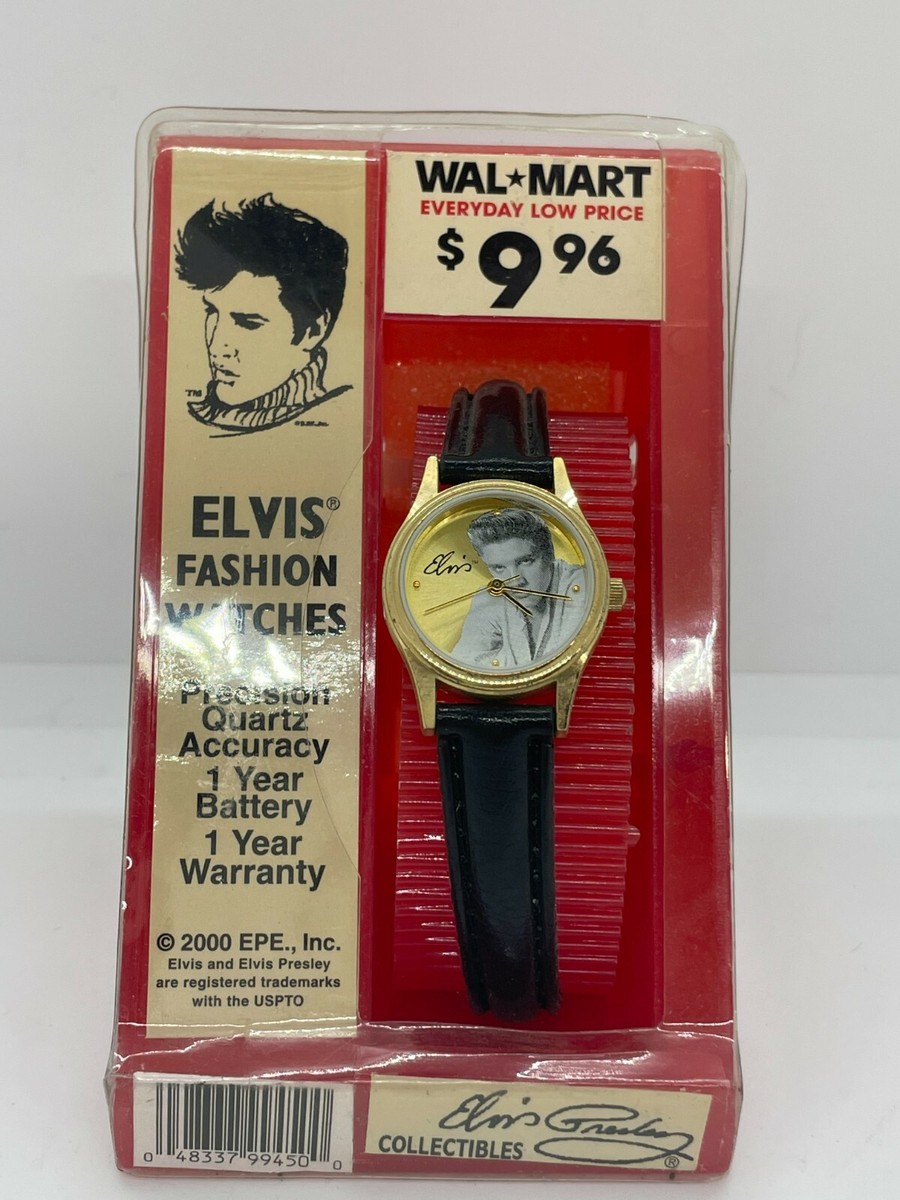 WAL★MART
EVERYDAY LOW PRICE
$9 96
TM
ELVIS®
FASHION
WATCHES
Precision
Quartz
Accuracy
1 Year
Battery
1 Year
Warranty
© 2000 EPE., Inc.
Elvis and Elvis Presley
are registered trademarks
with the USPTO
Elvis
0 48337 99450 0
Elvis Presley
COLLECTIBLES ®